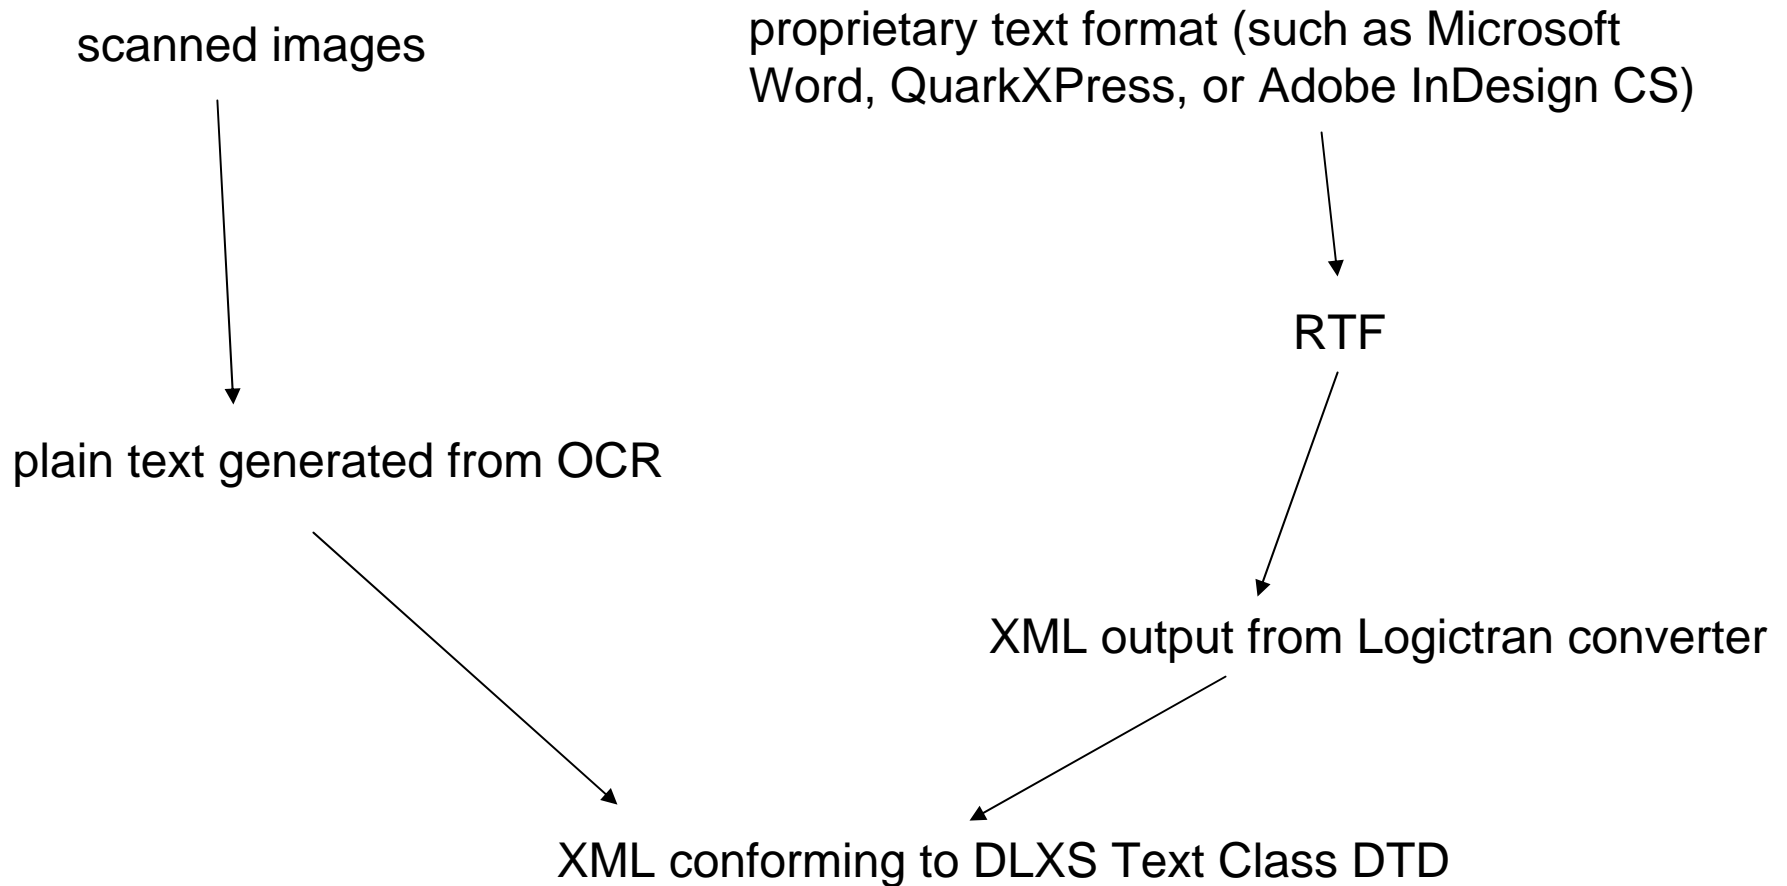 scanned images
proprietary text format (such as Microsoft
Word, QuarkXPress, or Adobe InDesign CS)
RTF
plain text generated from OCR
XML output from Logictran converter
XML conforming to DLXS Text Class DTD